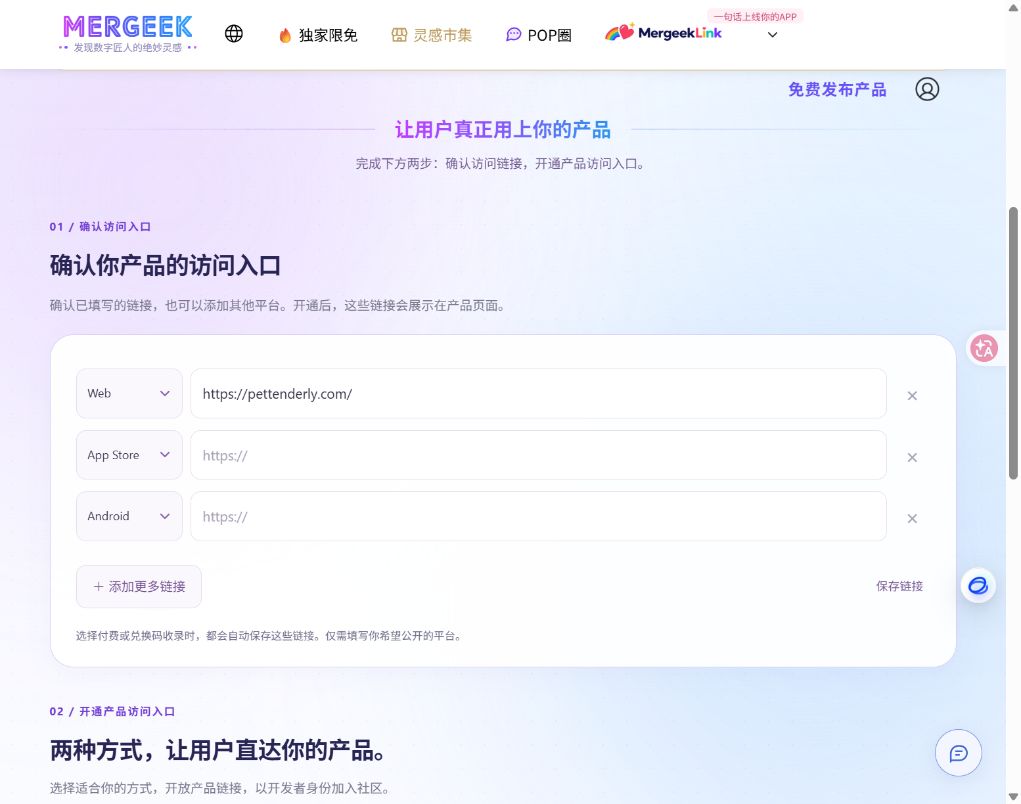 MERGEEK
发现数字匠人的绝妙灵感
独家限免
灵感市集
POP圈
MergeekLink
一句话上线你的APP
免费发布产品
让用户真正用上你的产品
完成下方两步：确认访问链接，开通产品访问入口。
01 / 确认访问入口
确认你产品的访问入口
确认已填写的链接，也可以添加其他平台。开通后，这些链接会展示在产品页面。
Web
https://pettenderly.com/
App Store
https://
Android
https://
+ 添加更多链接
保存链接
选择付费或兑换码收录时，都会自动保存这些链接。仅需填写你希望公开的平台。
02 / 开通产品访问入口
两种方式，让用户直达你的产品。
选择适合你的方式，开放产品链接，以开发者身份加入社区。